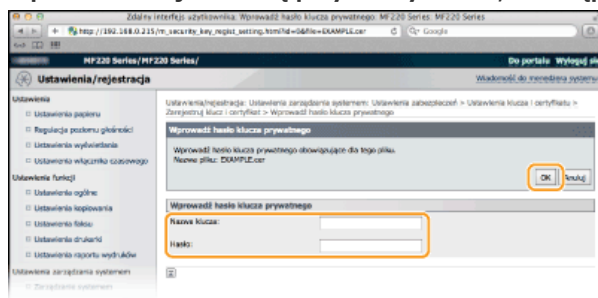 Zdalny interfejs użytkownika: Wprowadź hasło klucza prywatnego: MF220 Series: MF220 Series
http://192.168.0.215/m_security_key_regist_setting.html?id=0&file=EXAMPLE.cer
Google
MF220 Series/MF220 Series/
Do portalu Wyloguj się
Ustawienia/rejestracja
Wiadomość do menedżera systemu
Ustawienia
Ustawienia papieru
Regulacja poziomu głośności
Ustawienia wyświetlania
Ustawienia włącznika czasowego
Ustawienia funkcji
Ustawienia ogólne
Ustawienia kopiowania
Ustawienia faksu
Ustawienia drukarki
Ustawienia raportu wydruków
Ustawienia zarządzania systemem
Zarządzanie systemem
Ustawienia/rejestracja: Ustawienia zarządzania systemem: Ustawienia zabezpieczeń > Ustawienia klucza i certyfikatu >
Zarejestruj klucz i certyfikat > Wprowadź hasło klucza prywatnego
Wprowadź hasło klucza prywatnego
Wprowadź hasło klucza prywatnego obowiązujące dla tego pliku.
Nazwa pliku: EXAMPLE.cer
OK
Anuluj
Wprowadź hasło klucza prywatnego
Nazwa klucza:
Hasło: